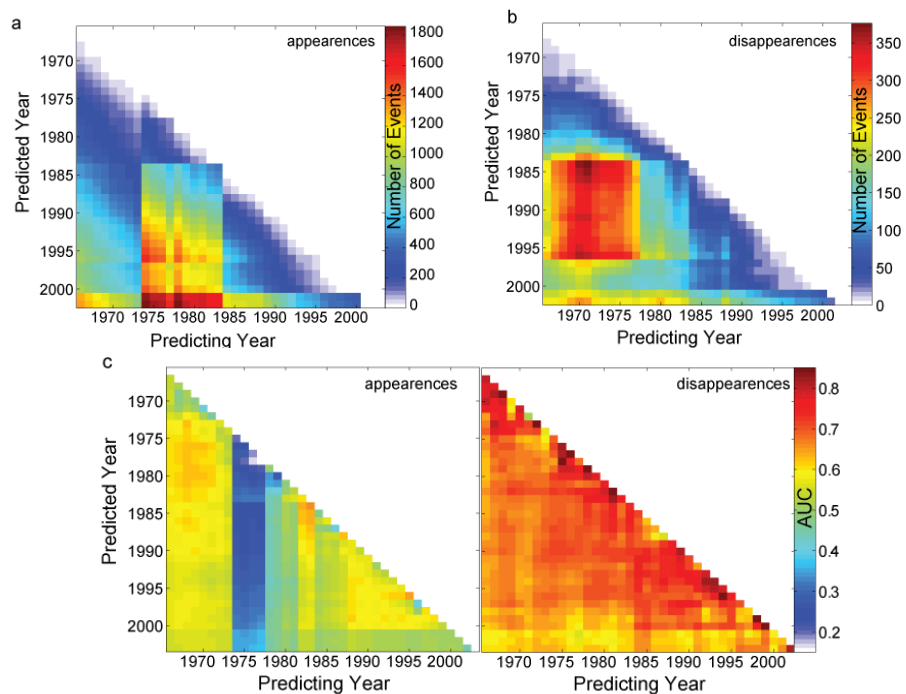 a
appearences
1970
1975
1980
1985
1990
1995
2000
Predicted Year
1970 1975 1980 1985 1990 1995 2000
Predicting Year
1800
1600
1400
1200
1000
800
600
400
200
0
Number of Events
b
disappearences
1970
1975
1980
1985
1990
1995
2000
Predicted Year
1970 1975 1980 1985 1990 1995 2000
Predicting Year
350
300
250
200
150
100
50
0
Number of Events
c
appearences
1970
1975
1980
1985
1990
1995
2000
Predicted Year
1970 1975 1980 1985 1990 1995 2000
Predicting Year
disappearences
1970 1975 1980 1985 1990 1995 2000
Predicting Year
0.8
0.7
0.6
0.5
0.4
0.3
0.2
AUC